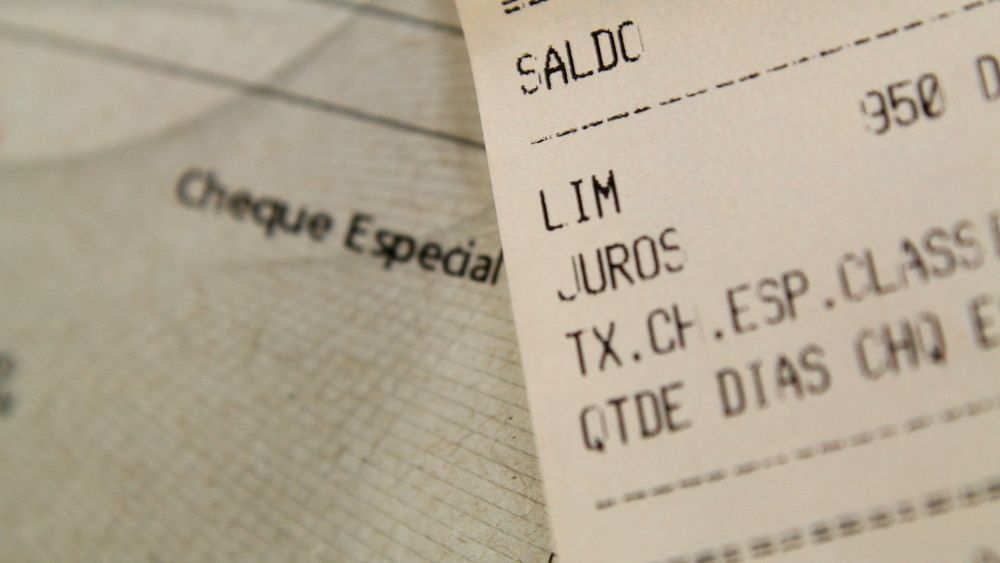 Cheque Especial
SALDO
950 D
LIM
JUROS
TX.CH.ESP.CLASS
QTDE DIAS CHQ E